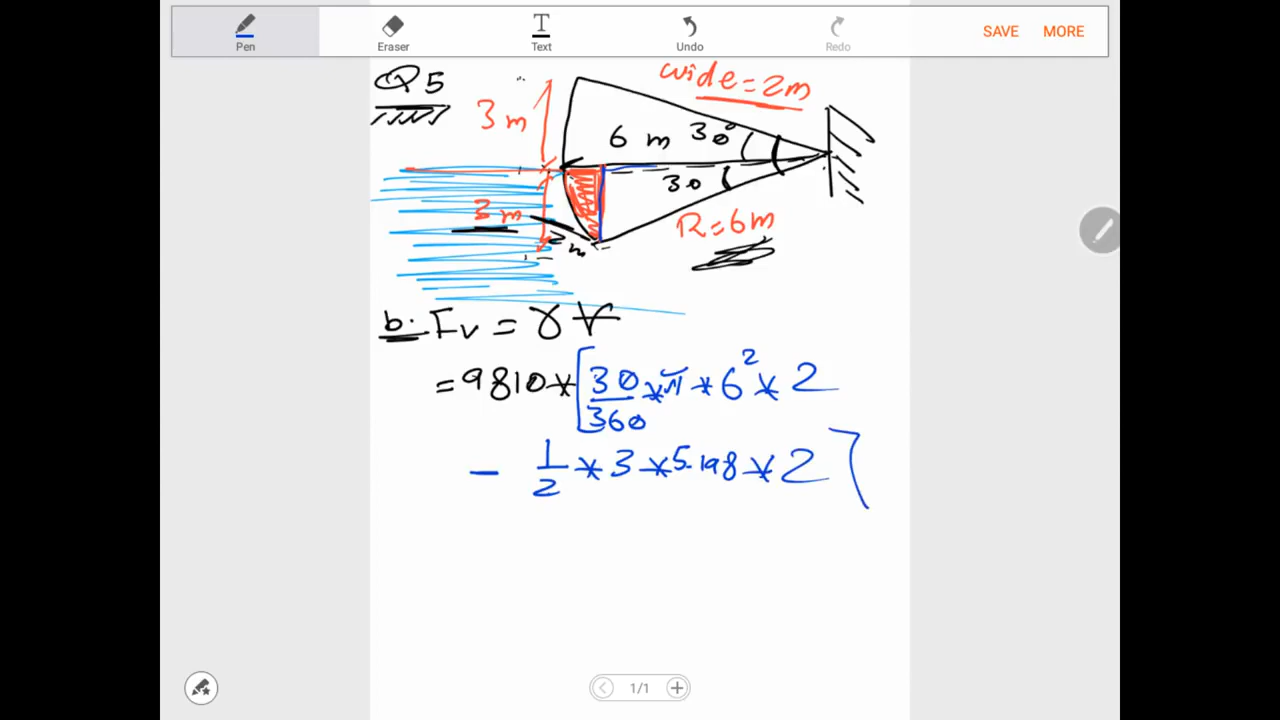 Pen
Eraser
T
Text
Undo
Redo
SAVE
MORE
Q5
wide = 2m
3 m
6 m 30°
30
3 m
2m
R = 6m
b. Fv = γ V
= 9810 * [ 30/360 * π * 6² * 2
- 1/2 * 3 * 5.198 * 2 ]
1/1